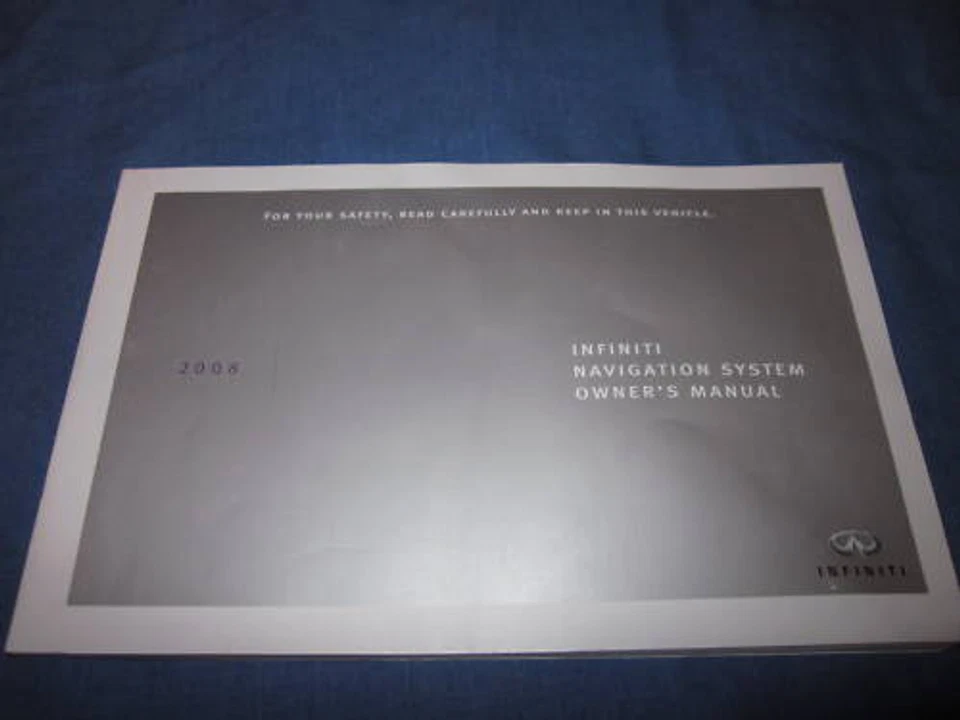 FOR YOUR SAFETY, READ CAREFULLY AND KEEP IN THIS VEHICLE.
2008
INFINITI
NAVIGATION SYSTEM
OWNER'S MANUAL
INFINITI